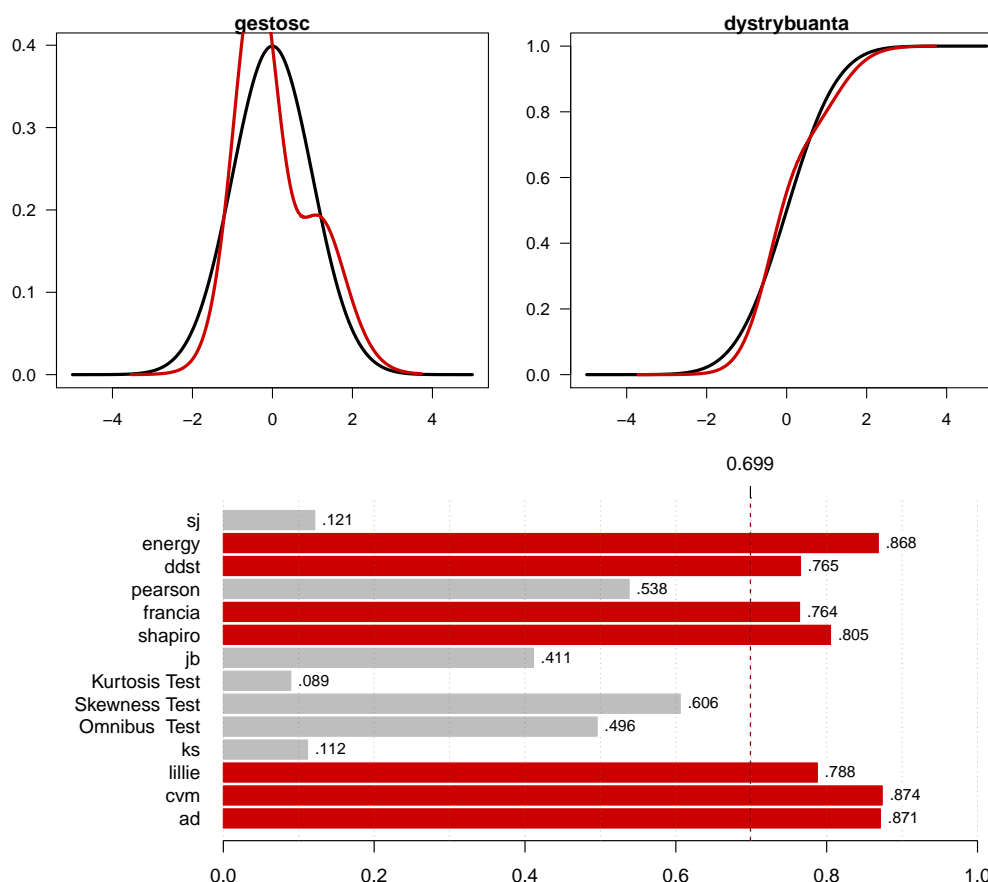 gestosc
0.4
0.3
0.2
0.1
0.0
−4 −2 0 2 4
dystrybuanta
1.0
0.8
0.6
0.4
0.2
0.0
−4 −2 0 2 4
0.699
sj .121
energy .868
ddst .765
pearson .538
francia .764
shapiro .805
jb .411
Kurtosis Test .089
Skewness Test .606
Omnibus  Test .496
ks .112
lillie .788
cvm .874
ad .871
0.0 0.2 0.4 0.6 0.8 1.0